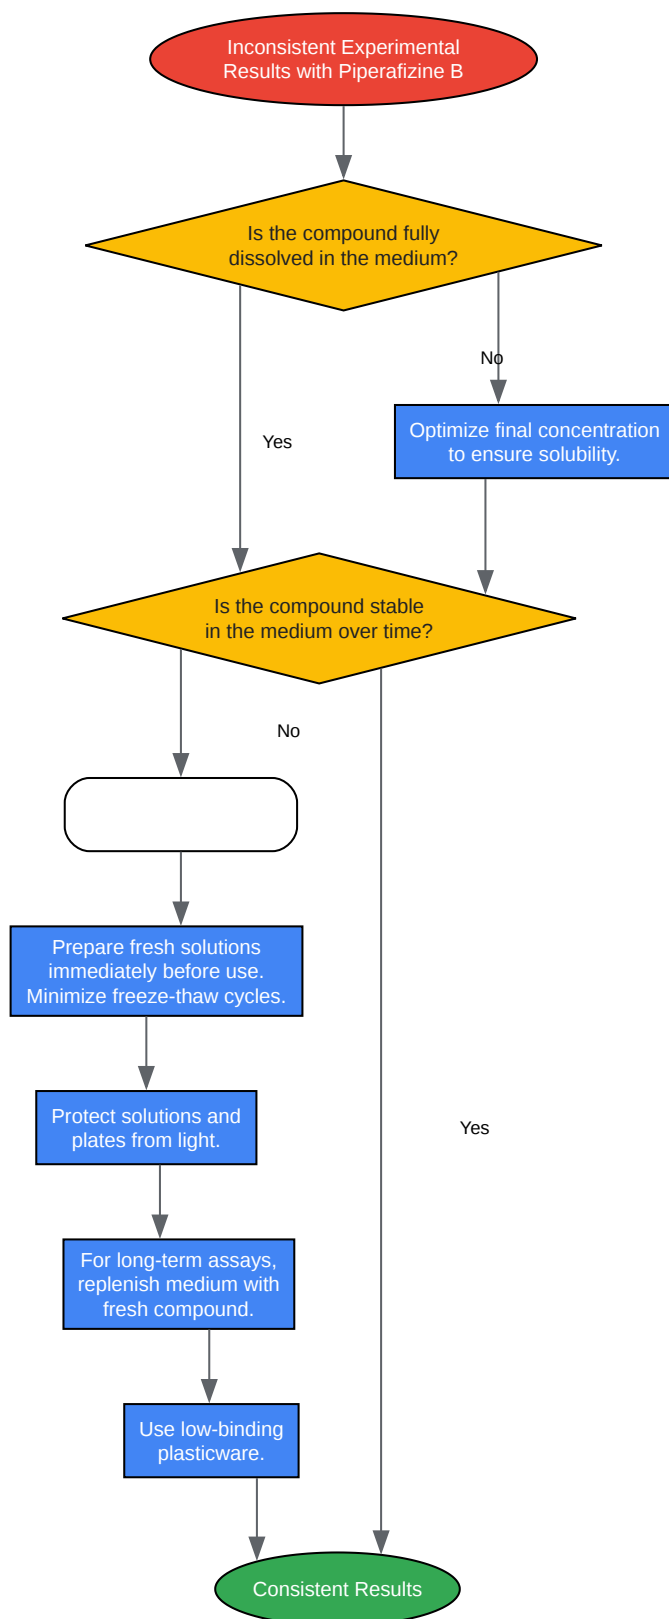 Inconsistent Experimental
Results with Piperafizine B
Is the compound fully
dissolved in the medium?
No
Optimize final concentration
to ensure solubility.
Yes
Is the compound stable
in the medium over time?
No
Prepare fresh solutions
immediately before use.
Minimize freeze-thaw cycles.
Protect solutions and
plates from light.
Yes
For long-term assays,
replenish medium with
fresh compound.
Use low-binding
plasticware.
Consistent Results